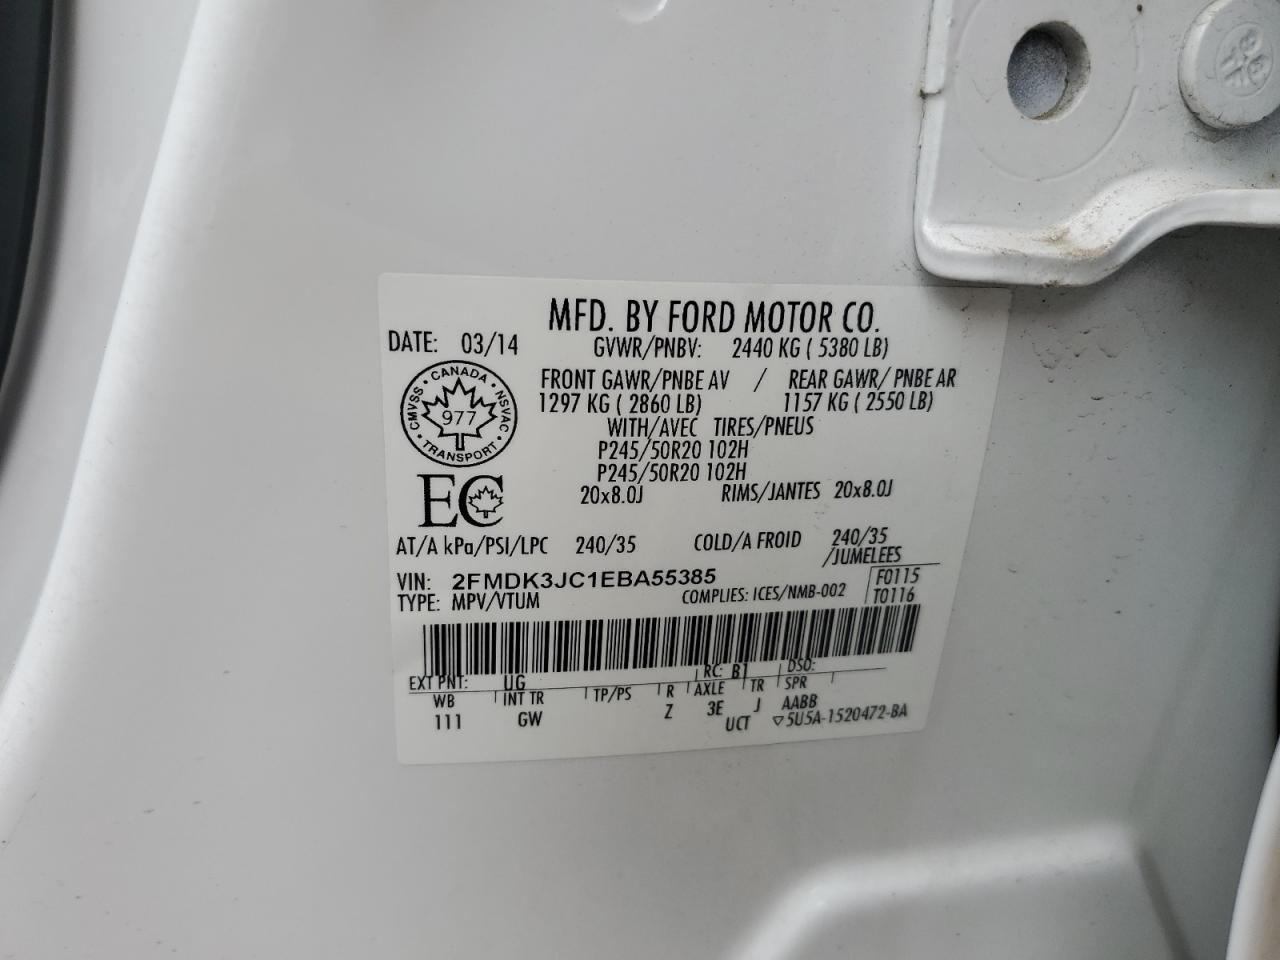 MFD. BY FORD MOTOR CO.
DATE: 03/14
GVWR/PNBV: 2440 KG ( 5380 LB)
CMVSS · CANADA · NSVAC · TRANSPORT ·
977
FRONT GAWR/PNBE AV / REAR GAWR/ PNBE AR
1297 KG ( 2860 LB) 1157 KG ( 2550 LB)
WITH/AVEC TIRES/PNEUS
P245/50R20 102H
P245/50R20 102H
EC
20x8.0J RIMS/JANTES 20x8.0J
AT/A kPa/PSI/LPC 240/35 COLD/A FROID 240/35
/JUMELEES
VIN: 2FMDK3JC1EBA55385 F0115
TYPE: MPV/VTUM COMPLIES: ICES/NMB-002 T0116
RC: B1 DSO:
EXT PNT: UG
WB INT TR TP/PS R AXLE TR SPR
111 GW Z 3E J AABB
UCT ▽5U5A-1520472-BA